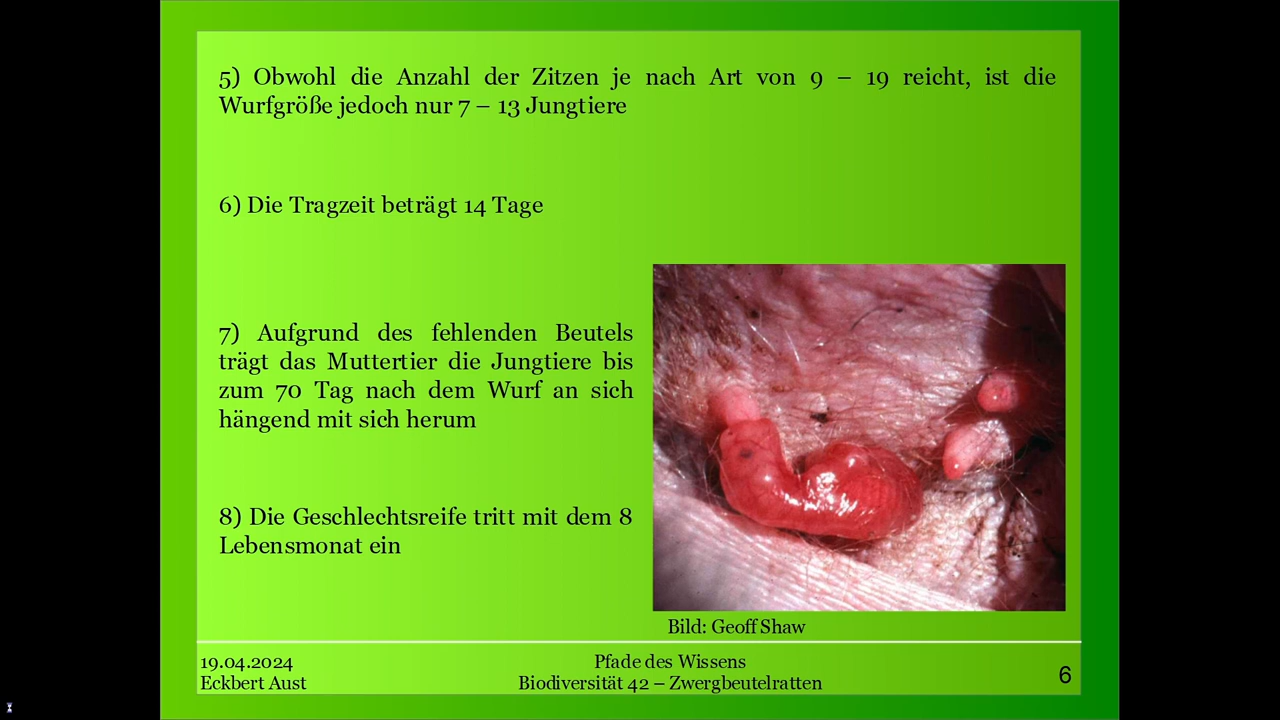 5) Obwohl die Anzahl der Zitzen je nach Art von 9 – 19 reicht, ist die
Wurfgröße jedoch nur 7 – 13 Jungtiere
6) Die Tragzeit beträgt 14 Tage
7) Aufgrund des fehlenden Beutels
trägt das Muttertier die Jungtiere bis
zum 70 Tag nach dem Wurf an sich
hängend mit sich herum
8) Die Geschlechtsreife tritt mit dem 8
Lebensmonat ein
Bild: Geoff Shaw
19.04.2024
Eckbert Aust
Pfade des Wissens
Biodiversität 42 – Zwergbeutelratten
6